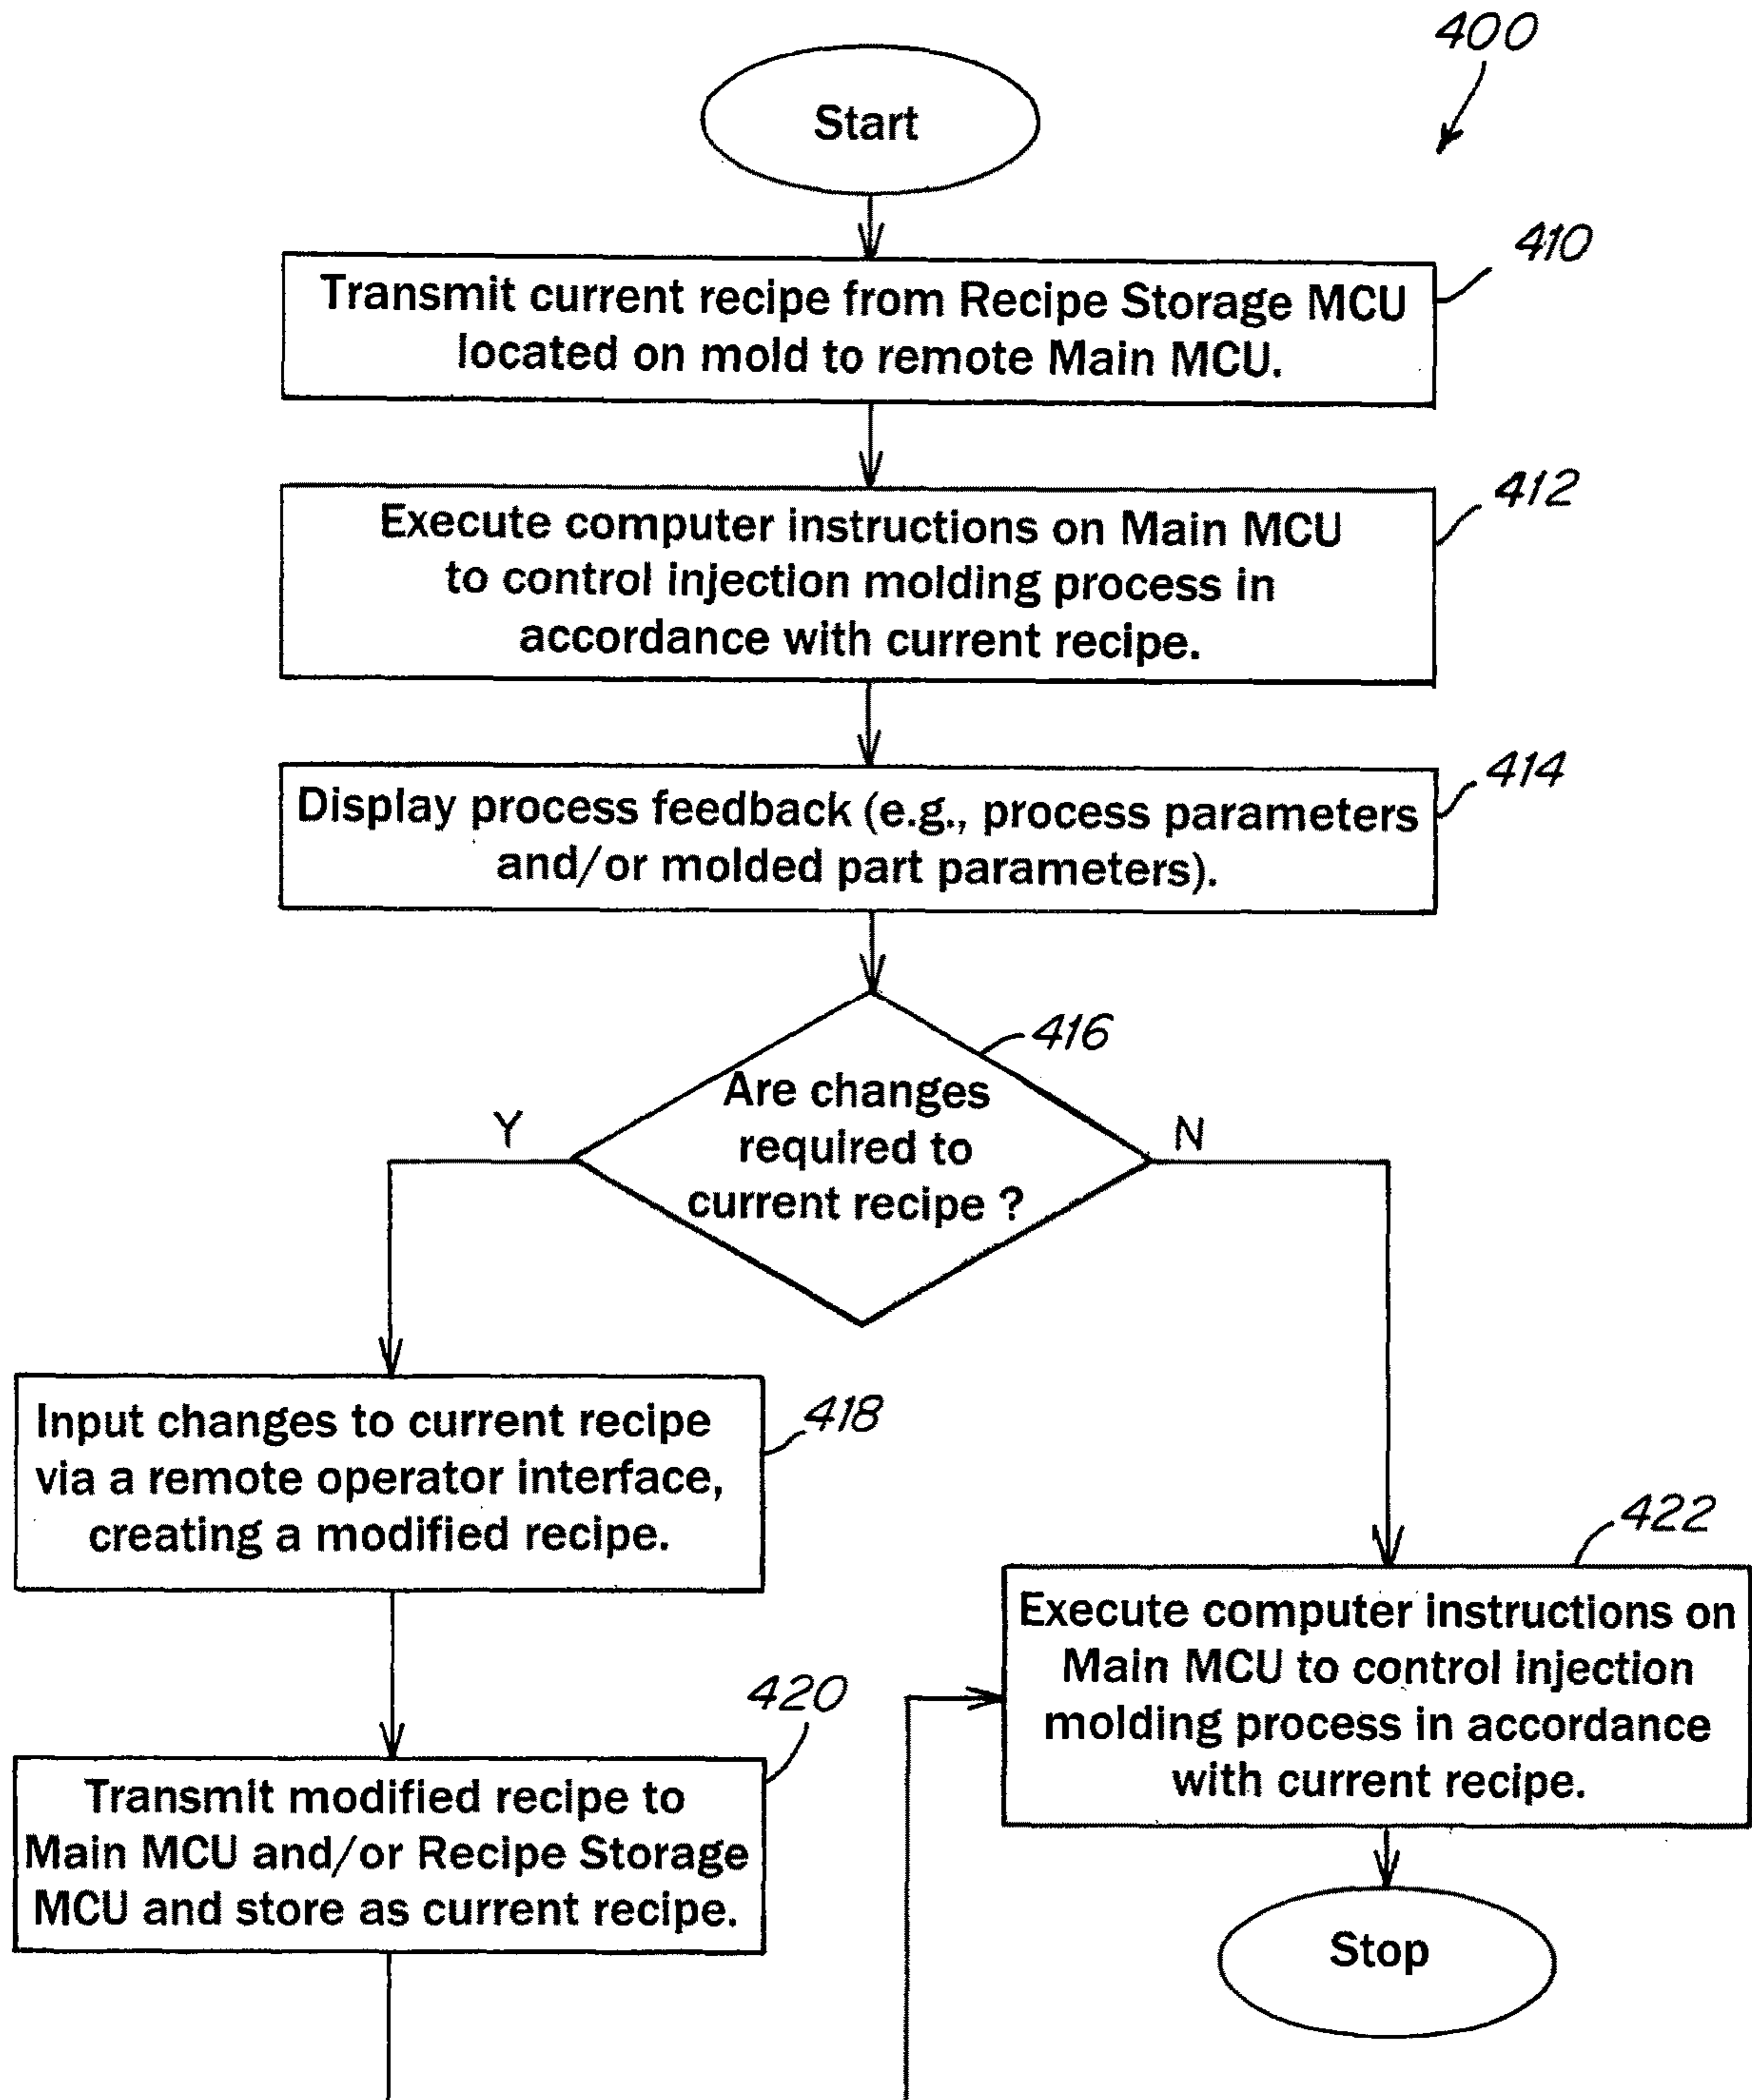 400
Start
410
Transmit current recipe from Recipe Storage MCU
located on mold to remote Main MCU.
412
Execute computer instructions on Main MCU
to control injection molding process in
accordance with current recipe.
414
Display process feedback (e.g., process parameters
and/or molded part parameters).
416
Are changes
required to
current recipe ?
Y
N
418
Input changes to current recipe
via a remote operator interface,
creating a modified recipe.
420
Transmit modified recipe to
Main MCU and/or Recipe Storage
MCU and store as current recipe.
422
Execute computer instructions on
Main MCU to control injection
molding process in accordance
with current recipe.
Stop